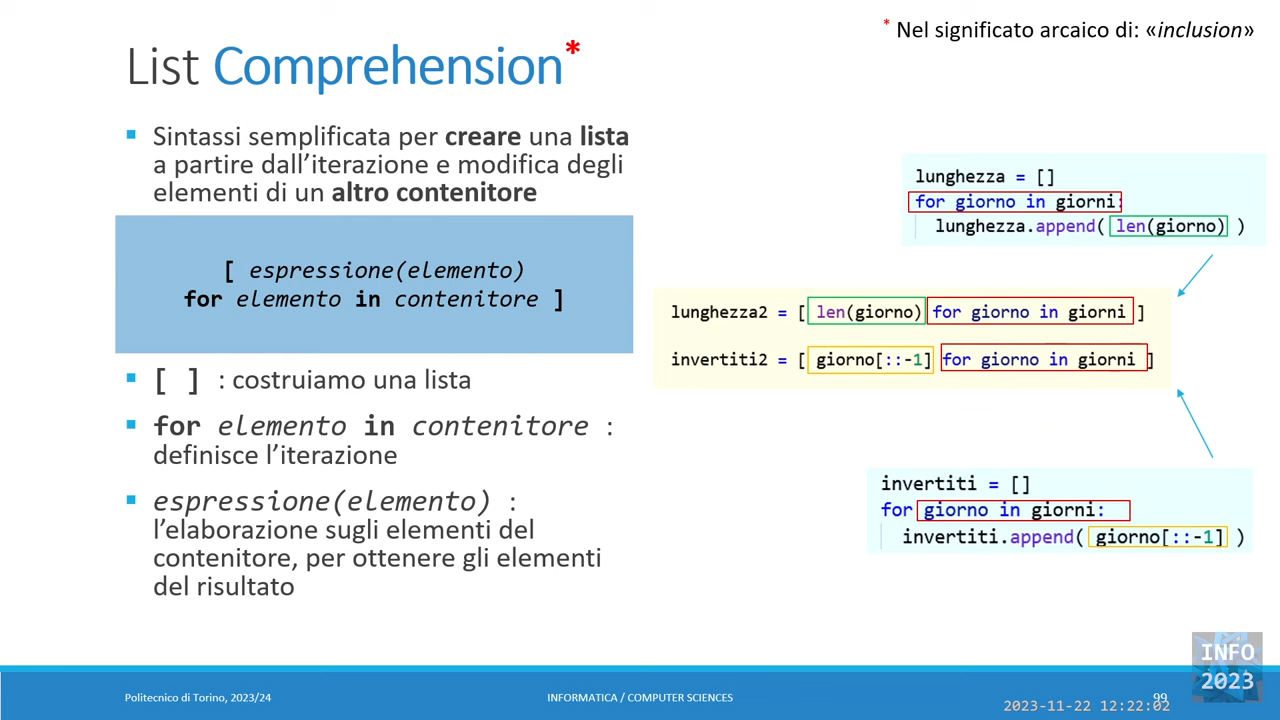 * Nel significato arcaico di: «inclusion»
List Comprehension*
▪ Sintassi semplificata per creare una lista
a partire dall'iterazione e modifica degli
elementi di un altro contenitore
[ espressione(elemento)
for elemento in contenitore ]
▪ [ ] : costruiamo una lista
▪ for elemento in contenitore :
definisce l'iterazione
▪ espressione(elemento) :
l'elaborazione sugli elementi del
contenitore, per ottenere gli elementi
del risultato
lunghezza = []
for giorno in giorni:
lunghezza.append( len(giorno) )
lunghezza2 = [ len(giorno) for giorno in giorni ]
invertiti2 = [ giorno[::-1] for giorno in giorni ]
invertiti = []
for giorno in giorni:
invertiti.append( giorno[::-1] )
Politecnico di Torino, 2023/24
INFORMATICA / COMPUTER SCIENCES
99
INFO
2023
2023-11-22 12:22:02